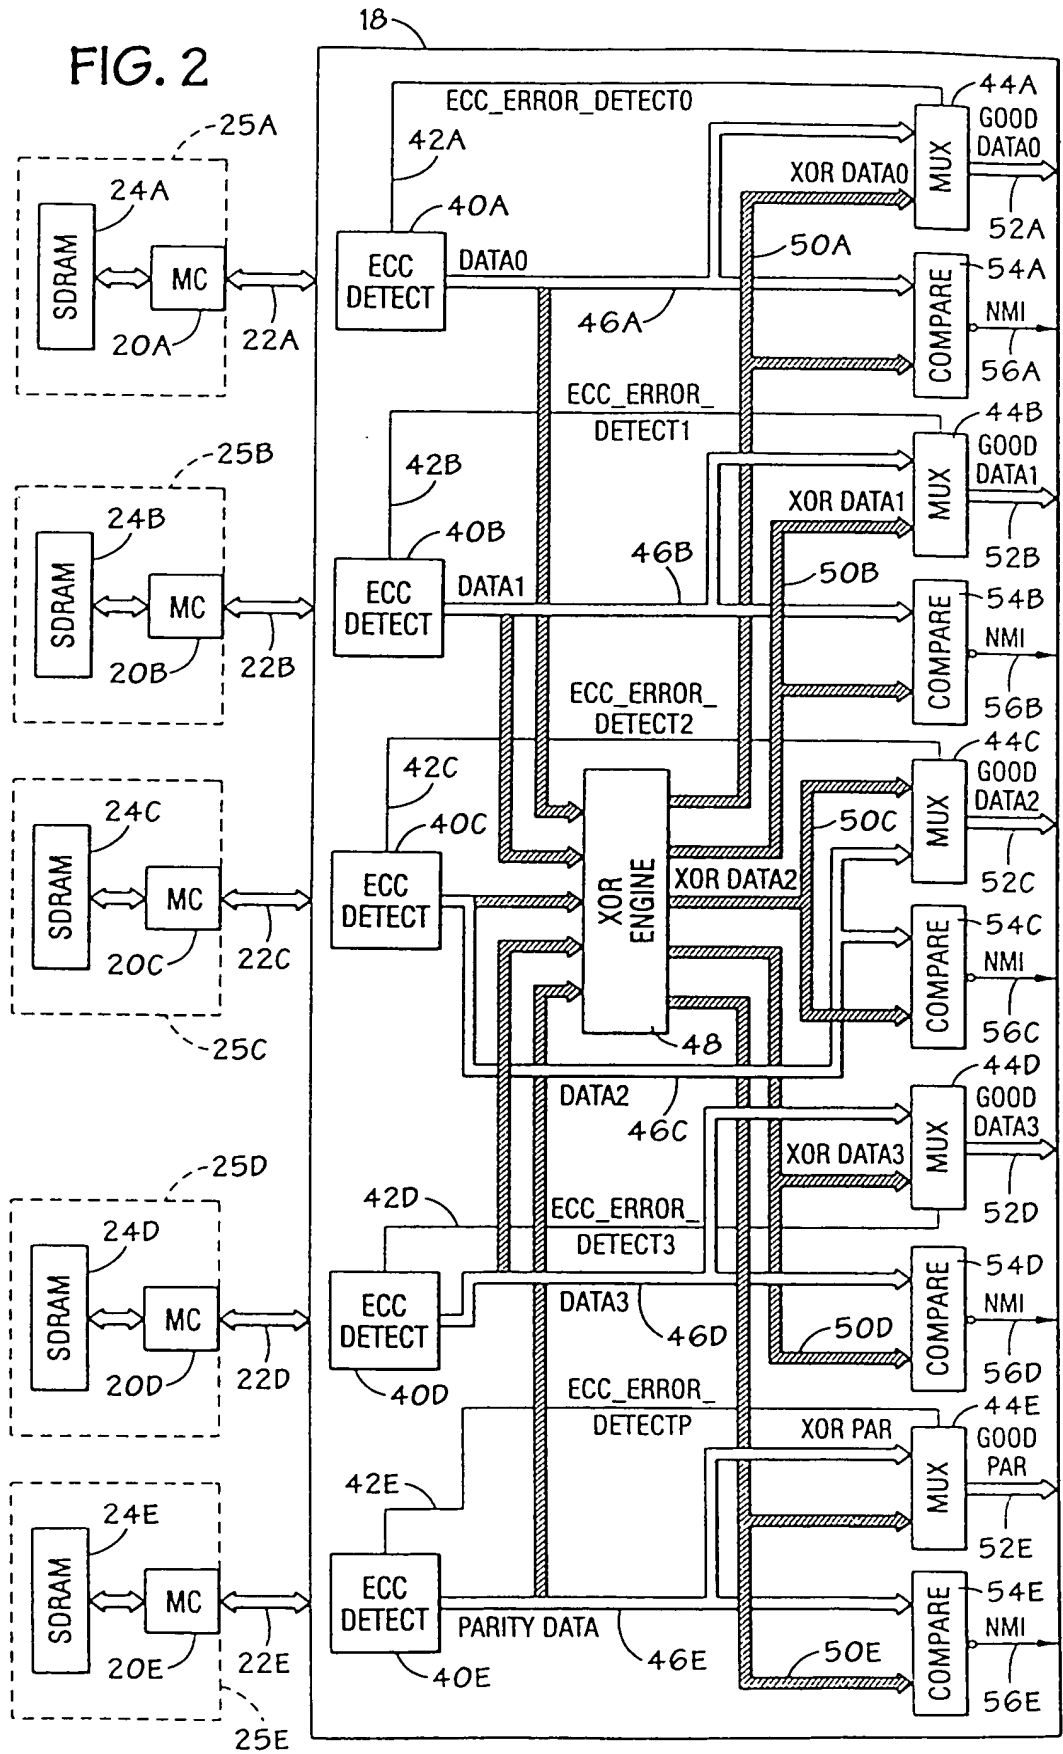 FIG. 2
18
25A
24A
SDRAM
MC
20A
22A
ECC_ERROR_DETECT0
42A
40A
ECC
DETECT
DATA0
46A
XOR DATA0
50A
44A
MUX
GOOD
DATA0
52A
54A
COMPARE
NMI
56A
25B
24B
SDRAM
MC
20B
22B
ECC_ERROR_
DETECT1
42B
40B
ECC
DETECT
DATA1
46B
XOR DATA1
50B
44B
MUX
GOOD
DATA1
52B
54B
COMPARE
NMI
56B
24C
SDRAM
MC
20C
22C
25C
ECC_ERROR_
DETECT2
42C
40C
ECC
DETECT
XOR
ENGINE
48
XOR DATA2
50C
DATA2
46C
44C
MUX
GOOD
DATA2
52C
54C
COMPARE
NMI
56C
25D
24D
SDRAM
MC
20D
22D
42D
ECC_ERROR_
DETECT3
ECC
DETECT
40D
DATA3
46D
XOR DATA3
50D
44D
MUX
GOOD
DATA3
52D
54D
COMPARE
NMI
56D
24E
SDRAM
MC
20E
22E
25E
ECC_ERROR_
DETECTP
42E
ECC
DETECT
40E
PARITY DATA
46E
XOR PAR
50E
44E
MUX
GOOD
PAR
52E
54E
COMPARE
NMI
56E